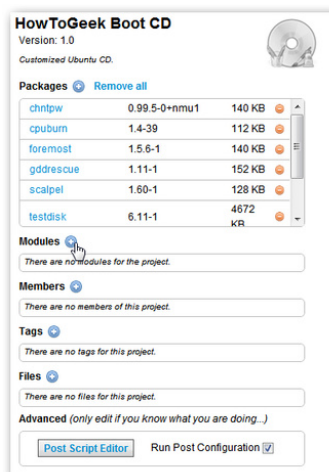 HowToGeek Boot CD
Version: 1.0
Customized Ubuntu CD.
Packages Remove all
chntpw 0.99.5-0+nmu1 140 KB
cpuburn 1.4-39 112 KB
foremost 1.5.6-1 140 KB
gddrescue 1.11-1 152 KB
scalpel 1.60-1 128 KB
testdisk 6.11-1 4672 KB
Modules
There are no modules for the project.
Members
There are no members of this project.
Tags
There are no tags for this project.
Files
There are no files for this project.
Advanced (only edit if you know what you are doing...)
Post Script Editor Run Post Configuration